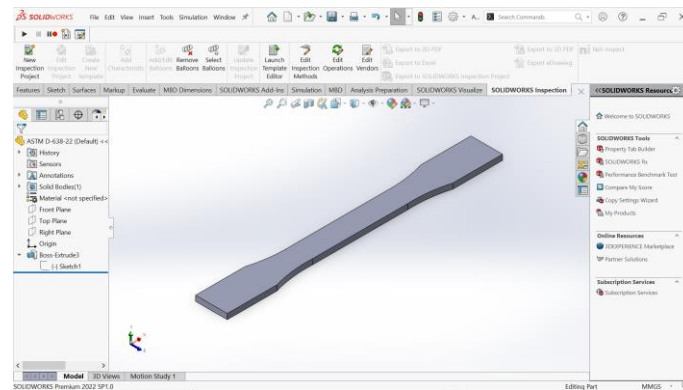 SOLIDWORKS File Edit View Insert Tools Simulation Window
Search Commands
New Inspection Project
Edit Inspection Project
Create New template
Add Characteristic
Add/Edit Balloons
Remove Balloons
Select Balloons
Update Inspection Project
Launch Template Editor
Edit Inspection Methods
Edit Operations
Edit Vendors
Export to 2D PDF
Export to Excel
Export to SOLIDWORKS Inspection Project
Export to 3D PDF
Export eDrawing
Net-Inspect
Features Sketch Surfaces Markup Evaluate MBD Dimensions SOLIDWORKS Add-Ins Simulation MBD Analysis Preparation SOLIDWORKS Visualize SOLIDWORKS Inspection
ASTM D-638-22 (Default) <<
History
Sensors
Annotations
Solid Bodies(1)
Material <not specified>
Front Plane
Top Plane
Right Plane
Origin
Boss-Extrude3
(-) Sketch1
Welcome to SOLIDWORKS
SOLIDWORKS Tools
Property Tab Builder
SOLIDWORKS Rx
Performance Benchmark Test
Compare My Score
Copy Settings Wizard
My Products
Online Resources
3DEXPERIENCE Marketplace
Partner Solutions
Subscription Services
Subscription Services
Model 3D Views Motion Study 1
SOLIDWORKS Premium 2022 SP1.0
Editing Part MMGS